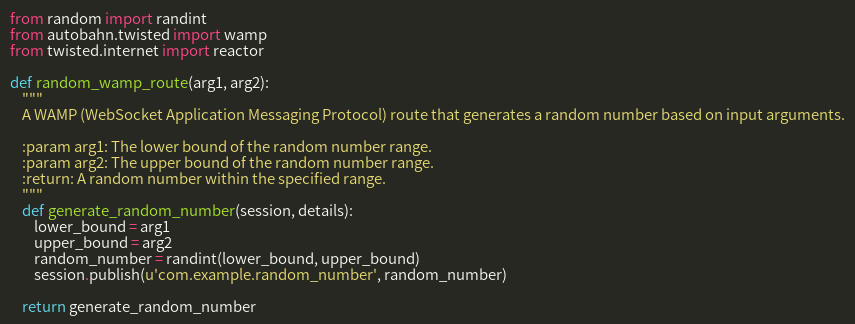 from random import randint
from autobahn.twisted import wamp
from twisted.internet import reactor

def random_wamp_route(arg1, arg2):
    """
    A WAMP (WebSocket Application Messaging Protocol) route that generates a random number based on input arguments.

    :param arg1: The lower bound of the random number range.
    :param arg2: The upper bound of the random number range.
    :return: A random number within the specified range.
    """
    def generate_random_number(session, details):
        lower_bound = arg1
        upper_bound = arg2
        random_number = randint(lower_bound, upper_bound)
        session.publish(u'com.example.random_number', random_number)

    return generate_random_number